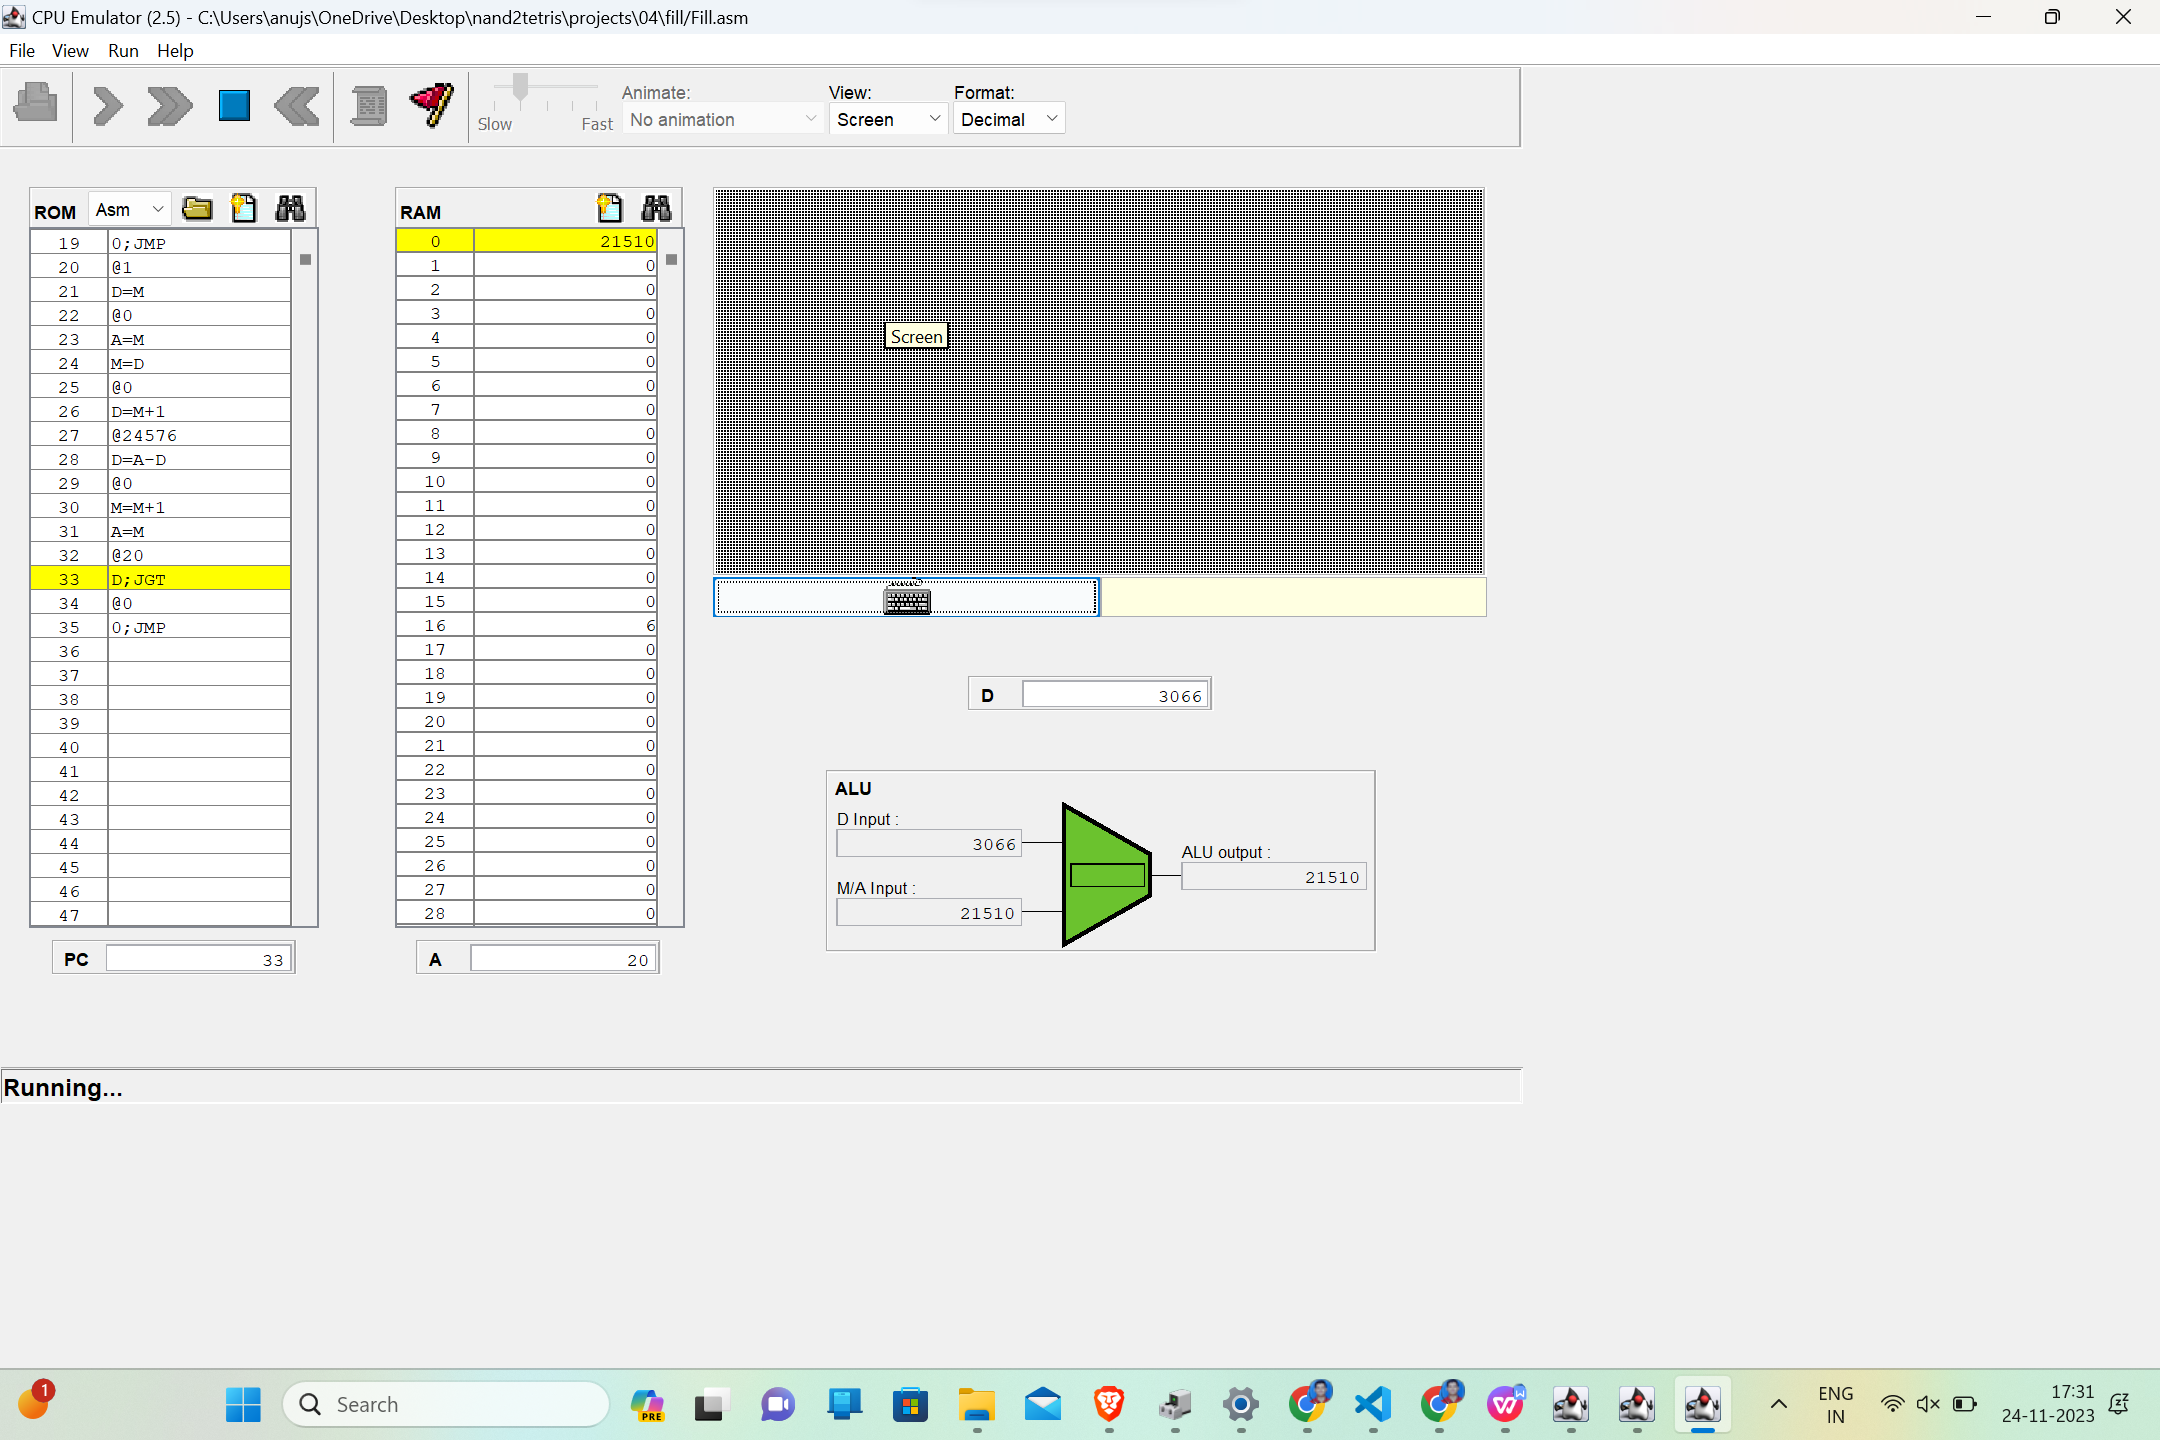 CPU Emulator (2.5) - C:\Users\anujs\OneDrive\Desktop\nand2tetris\projects\04\fill/Fill.asm
File View Run Help
Slow Fast
Animate:
No animation
View:
Screen
Format:
Decimal
ROM Asm
19 0;JMP
20 @1
21 D=M
22 @0
23 A=M
24 M=D
25 @0
26 D=M+1
27 @24576
28 D=A-D
29 @0
30 M=M+1
31 A=M
32 @20
33 D;JGT
34 @0
35 0;JMP
36
37
38
39
40
41
42
43
44
45
46
47
PC 33
RAM
0 21510
1 0
2 0
3 0
4 0
5 0
6 0
7 0
8 0
9 0
10 0
11 0
12 0
13 0
14 0
15 0
16 6
17 0
18 0
19 0
20 0
21 0
22 0
23 0
24 0
25 0
26 0
27 0
28 0
A 20
Screen
D 3066
ALU
D Input :
3066
M/A Input :
21510
ALU output :
21510
Running...
1
Search
PRE
ENG
IN
17:31
24-11-2023